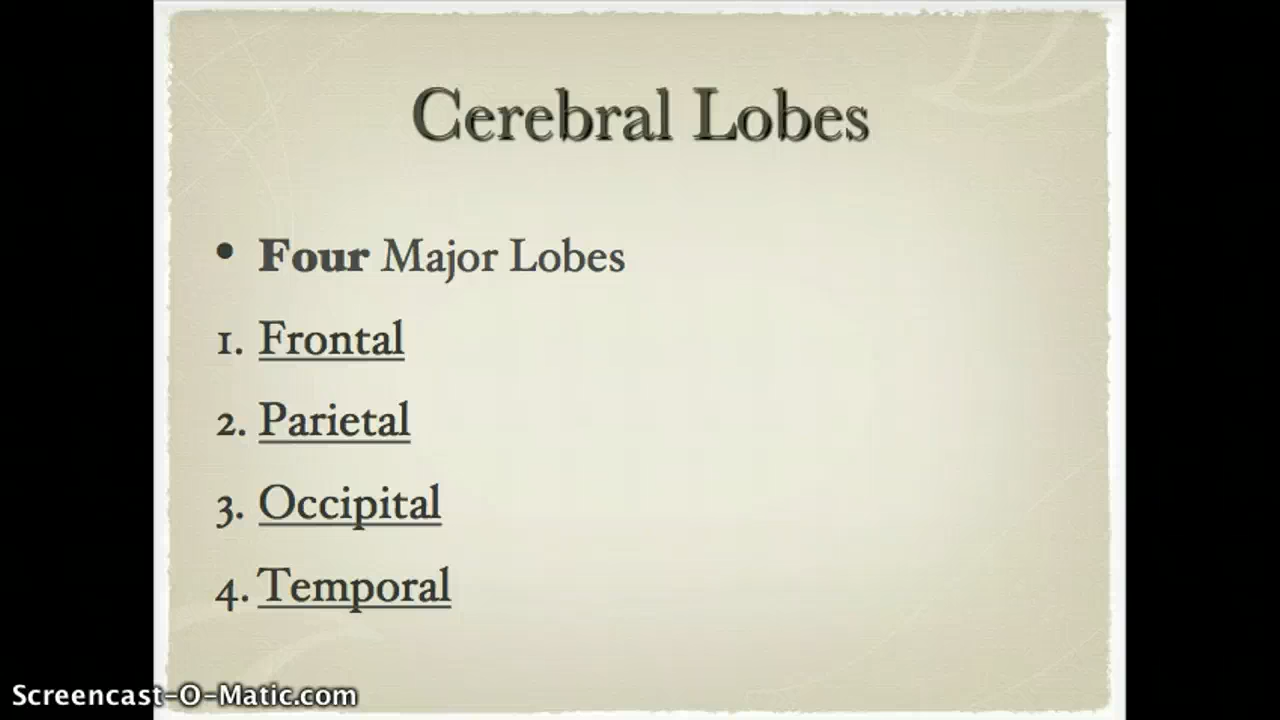 Cerebral Lobes
• Four Major Lobes
1. Frontal
2. Parietal
3. Occipital
4. Temporal
Screencast-O-Matic.com